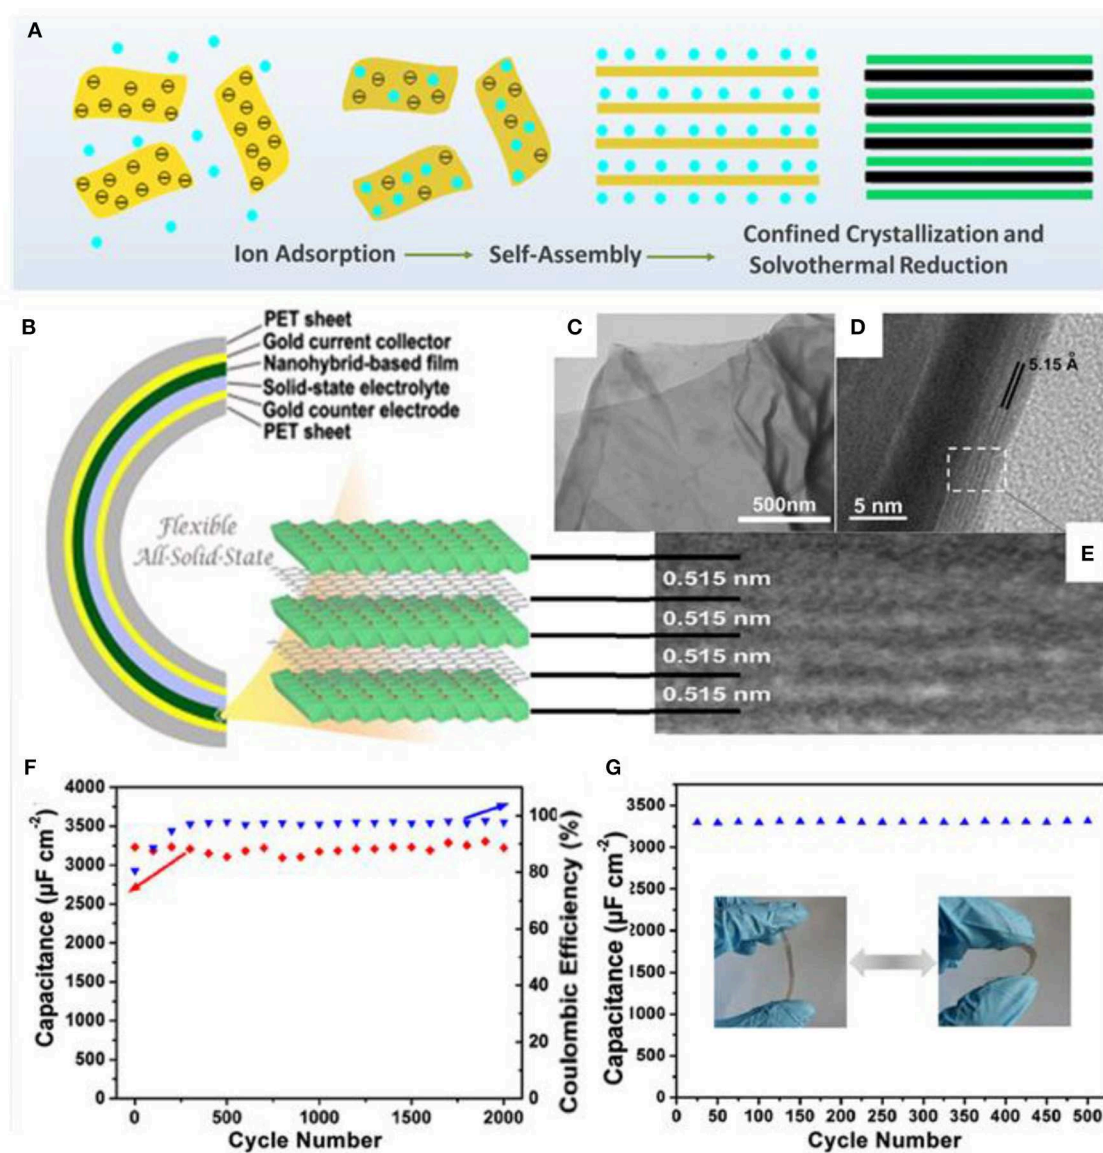 A
Ion Adsorption
Self-Assembly
Confined Crystallization and
Solvothermal Reduction
B
PET sheet
Gold current collector
Nanohybrid-based film
Solid-state electrolyte
Gold counter electrode
PET sheet
Flexible
All-Solid-State
C
500nm
D
5.15 Å
5 nm
E
0.515 nm
0.515 nm
0.515 nm
0.515 nm
F
Capacitance (µF cm-2)
4000
3500
3000
2500
2000
1500
1000
500
0
0
500
1000
1500
2000
Cycle Number
100
80
60
40
20
0
Coulombic Efficiency (%)
G
Capacitance (µF cm-2)
3500
3000
2500
2000
1500
1000
500
0
0
50
100
150
200
250
300
350
400
450
500
Cycle Number